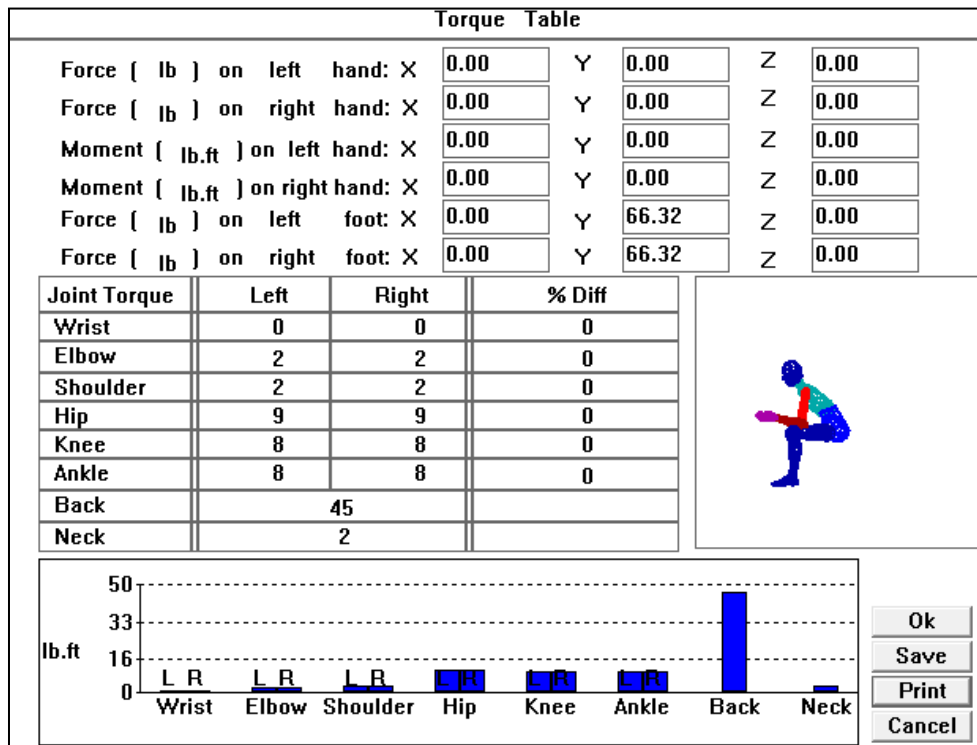 Torque Table
Force ( lb ) on left hand: X 0.00 Y 0.00 Z 0.00
Force ( lb ) on right hand: X 0.00 Y 0.00 Z 0.00
Moment ( lb.ft ) on left hand: X 0.00 Y 0.00 Z 0.00
Moment ( lb.ft ) on right hand: X 0.00 Y 0.00 Z 0.00
Force ( lb ) on left foot: X 0.00 Y 66.32 Z 0.00
Force ( lb ) on right foot: X 0.00 Y 66.32 Z 0.00
Joint Torque Left Right % Diff
Wrist 0 0 0
Elbow 2 2 0
Shoulder 2 2 0
Hip 9 9 0
Knee 8 8 0
Ankle 8 8 0
Back 45
Neck 2
50
33
lb.ft
16
0
L R L R L R L R L R L R
Wrist Elbow Shoulder Hip Knee Ankle Back Neck
Ok
Save
Print
Cancel